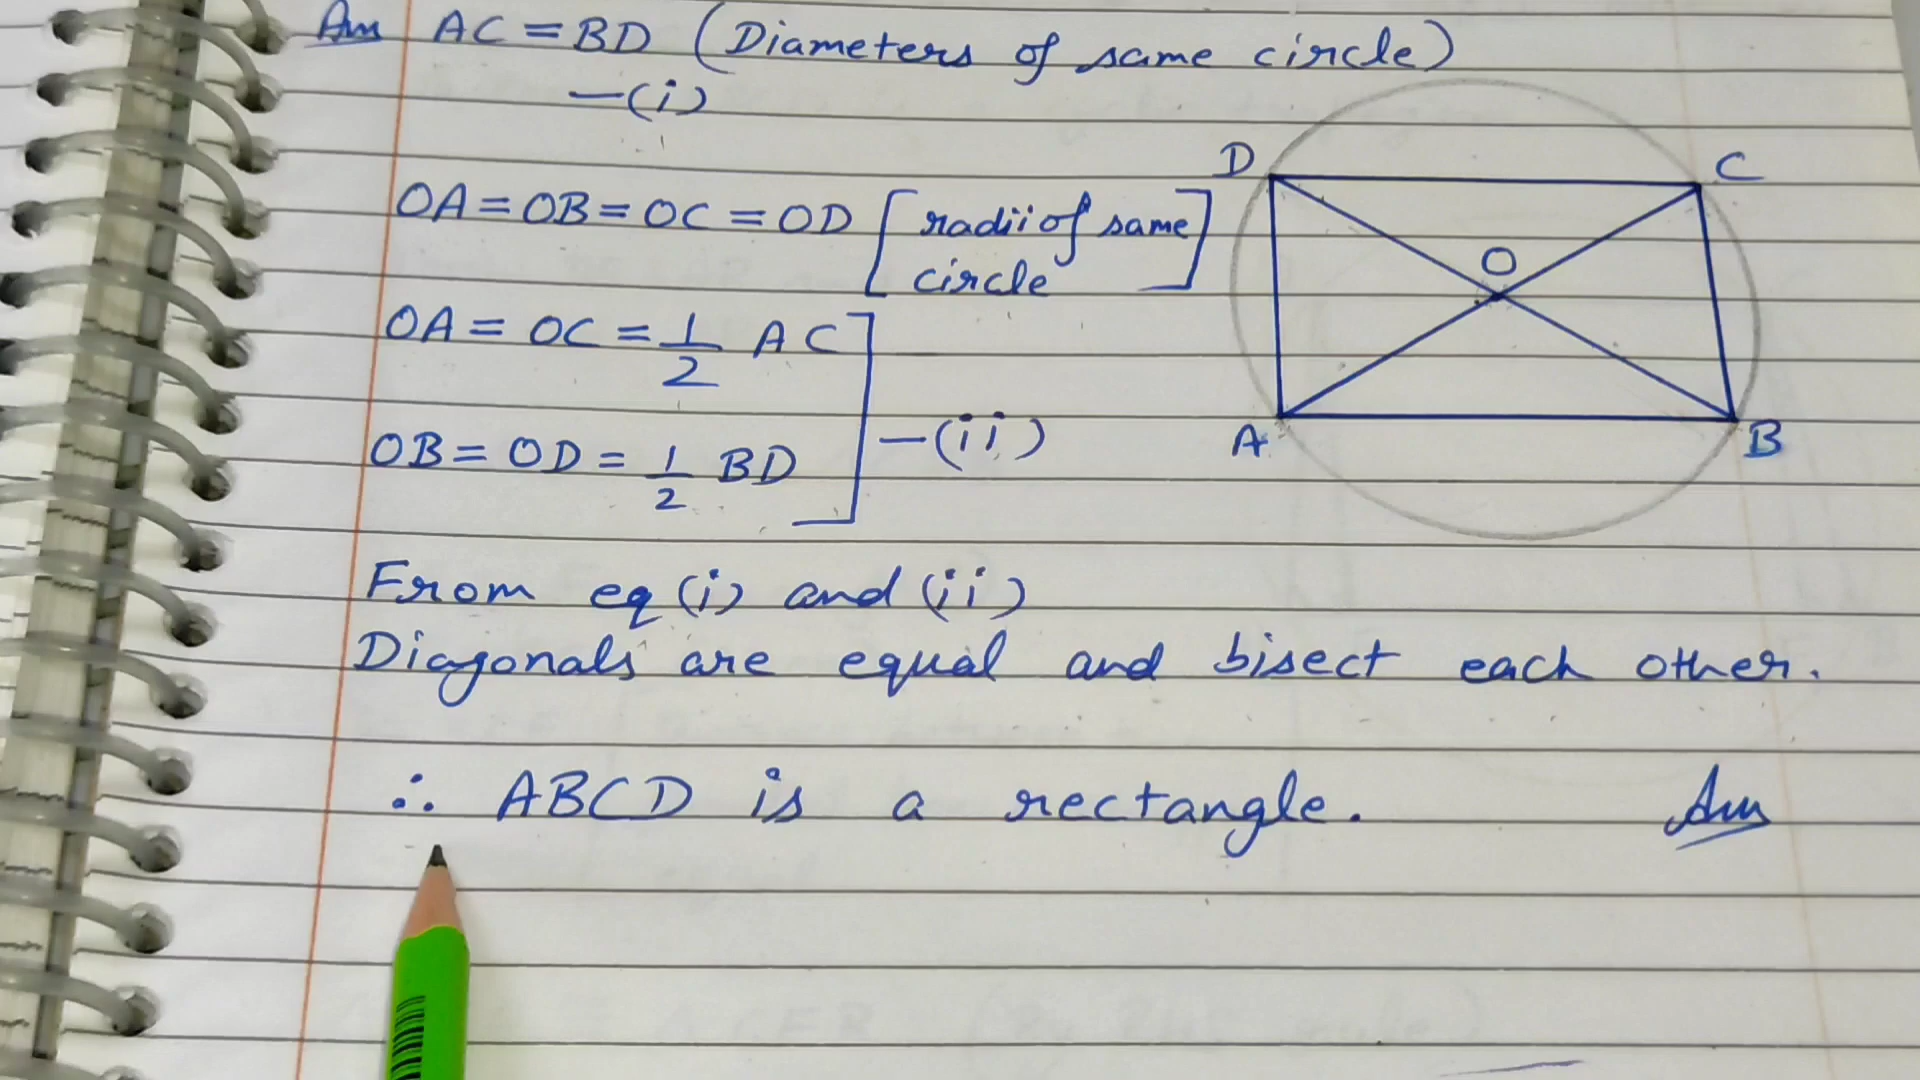 Ans AC = BD (Diameters of same circle)
—(i)
OA = OB = OC = OD [radii of same
circle]
OA = OC = 1/2 AC
OB = OD = 1/2 BD ] —(ii)
D C
O
A B
From eq (i) and (ii)
Diagonals are equal and bisect each other.
∴ ABCD is a rectangle. Ans